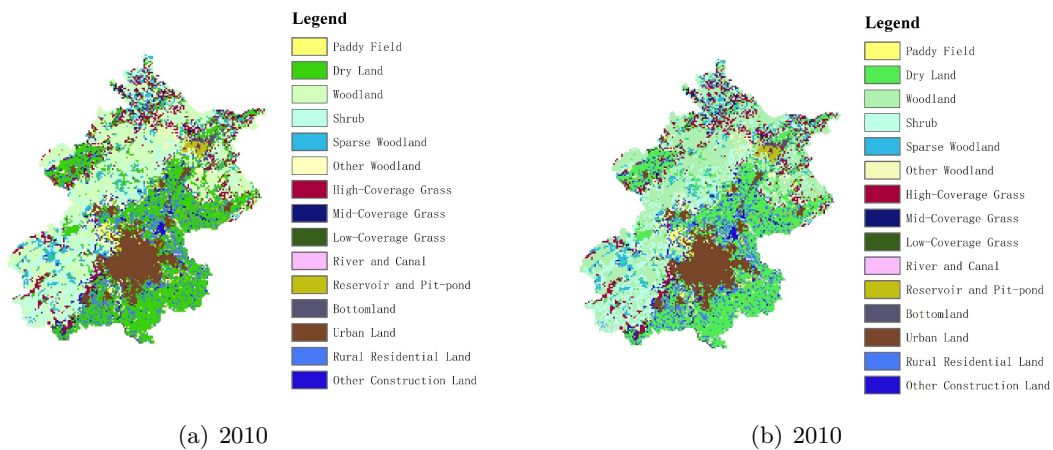 Legend
Paddy Field
Dry Land
Woodland
Shrub
Sparse Woodland
Other Woodland
High-Coverage Grass
Mid-Coverage Grass
Low-Coverage Grass
River and Canal
Reservoir and Pit-pond
Bottomland
Urban Land
Rural Residential Land
Other Construction Land
(a) 2010
Legend
Paddy Field
Dry Land
Woodland
Shrub
Sparse Woodland
Other Woodland
High-Coverage Grass
Mid-Coverage Grass
Low-Coverage Grass
River and Canal
Reservoir and Pit-pond
Bottomland
Urban Land
Rural Residential Land
Other Construction Land
(b) 2010